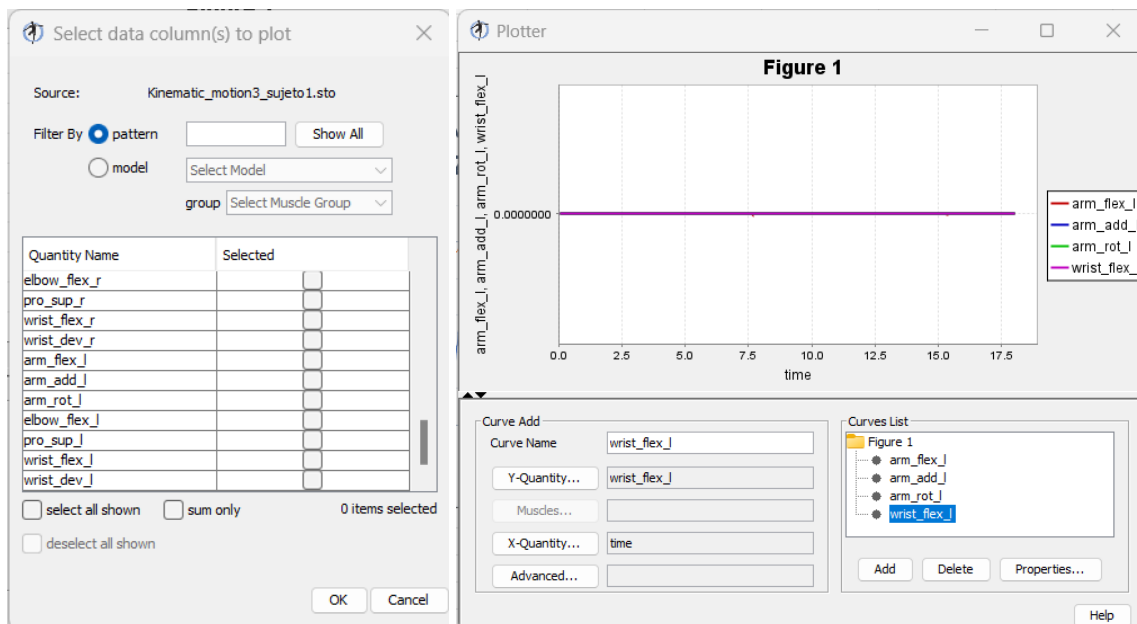 Select data column(s) to plot
Source: Kinematic_motion3_sujeto1.sto
Filter By pattern Show All
model Select Model
group Select Muscle Group
Quantity Name Selected
elbow_flex_r
pro_sup_r
wrist_flex_r
wrist_dev_r
arm_flex_l
arm_add_l
arm_rot_l
elbow_flex_l
pro_sup_l
wrist_flex_l
wrist_dev_l
select all shown sum only 0 items selected
deselect all shown
OK Cancel
Plotter
Figure 1
arm_flex_l, arm_add_l, arm_rot_l, wrist_flex_l
0.0000000
0.0 2.5 5.0 7.5 10.0 12.5 15.0 17.5
time
arm_flex_l
arm_add_
arm_rot_l
wrist_flex_
Curve Add
Curve Name wrist_flex_l
Y-Quantity... wrist_flex_l
Muscles...
X-Quantity... time
Advanced...
Curves List
Figure 1
arm_flex_l
arm_add_l
arm_rot_l
wrist_flex_l
Add Delete Properties...
Help